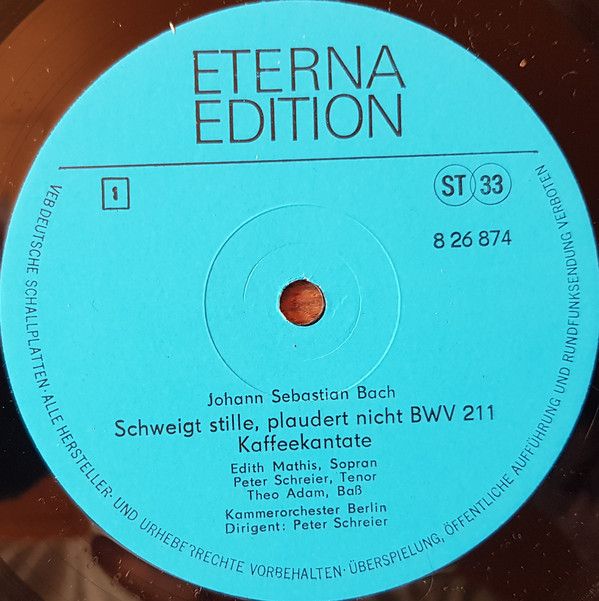 ETERNA
EDITION
1
ST 33
8 26 874
Johann Sebastian Bach
Schweigt stille, plaudert nicht BWV 211
Kaffeekantate
Edith Mathis, Sopran
Peter Schreier, Tenor
Theo Adam, Baß
Kammerorchester Berlin
Dirigent: Peter Schreier
VEB DEUTSCHE SCHALLPLATTEN · ALLE HERSTELLER- UND URHEBERRECHTE VORBEHALTEN · ÜBERSPIELUNG, ÖFFENTLICHE AUFFÜHRUNG UND RUNDFUNKSENDUNG VERBOTEN